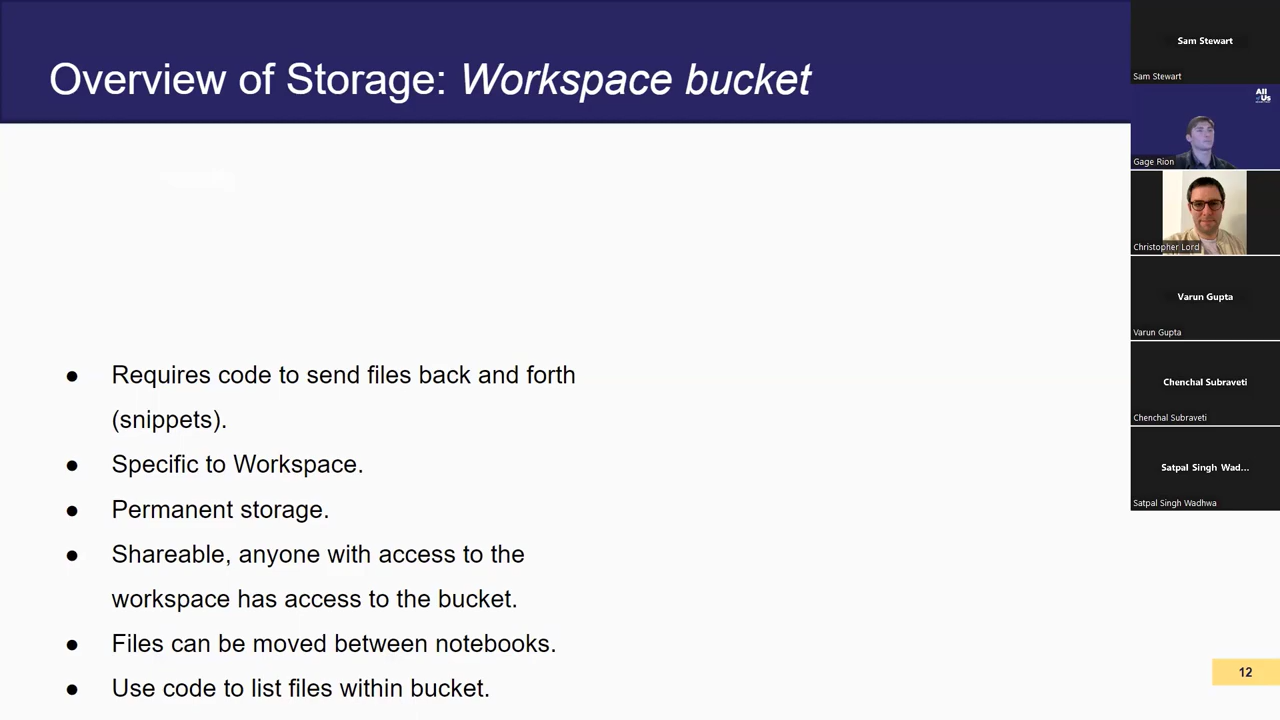 Overview of Storage: Workspace bucket
● Requires code to send files back and forth
(snippets).
● Specific to Workspace.
● Permanent storage.
● Shareable, anyone with access to the
workspace has access to the bucket.
● Files can be moved between notebooks.
● Use code to list files within bucket.
12
Sam Stewart
Sam Stewart
All of Us
Gage Rion
Christopher Lord
Varun Gupta
Varun Gupta
Chenchal Subraveti
Chenchal Subraveti
Satpal Singh Wad...
Satpal Singh Wadhwa